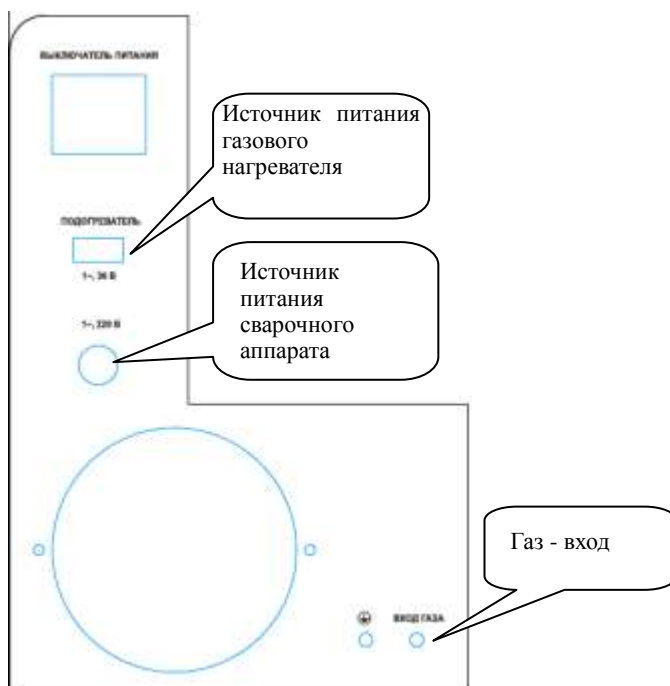 ВЫКЛЮЧАТЕЛЬ ПИТАНИЯ
Источник питания
газового
нагревателя
ПОДОГРЕВАТЕЛЬ
1~, 36 В
Источник
питания
сварочного
аппарата
1~, 220 В
Газ - вход
ВХОД ГАЗА